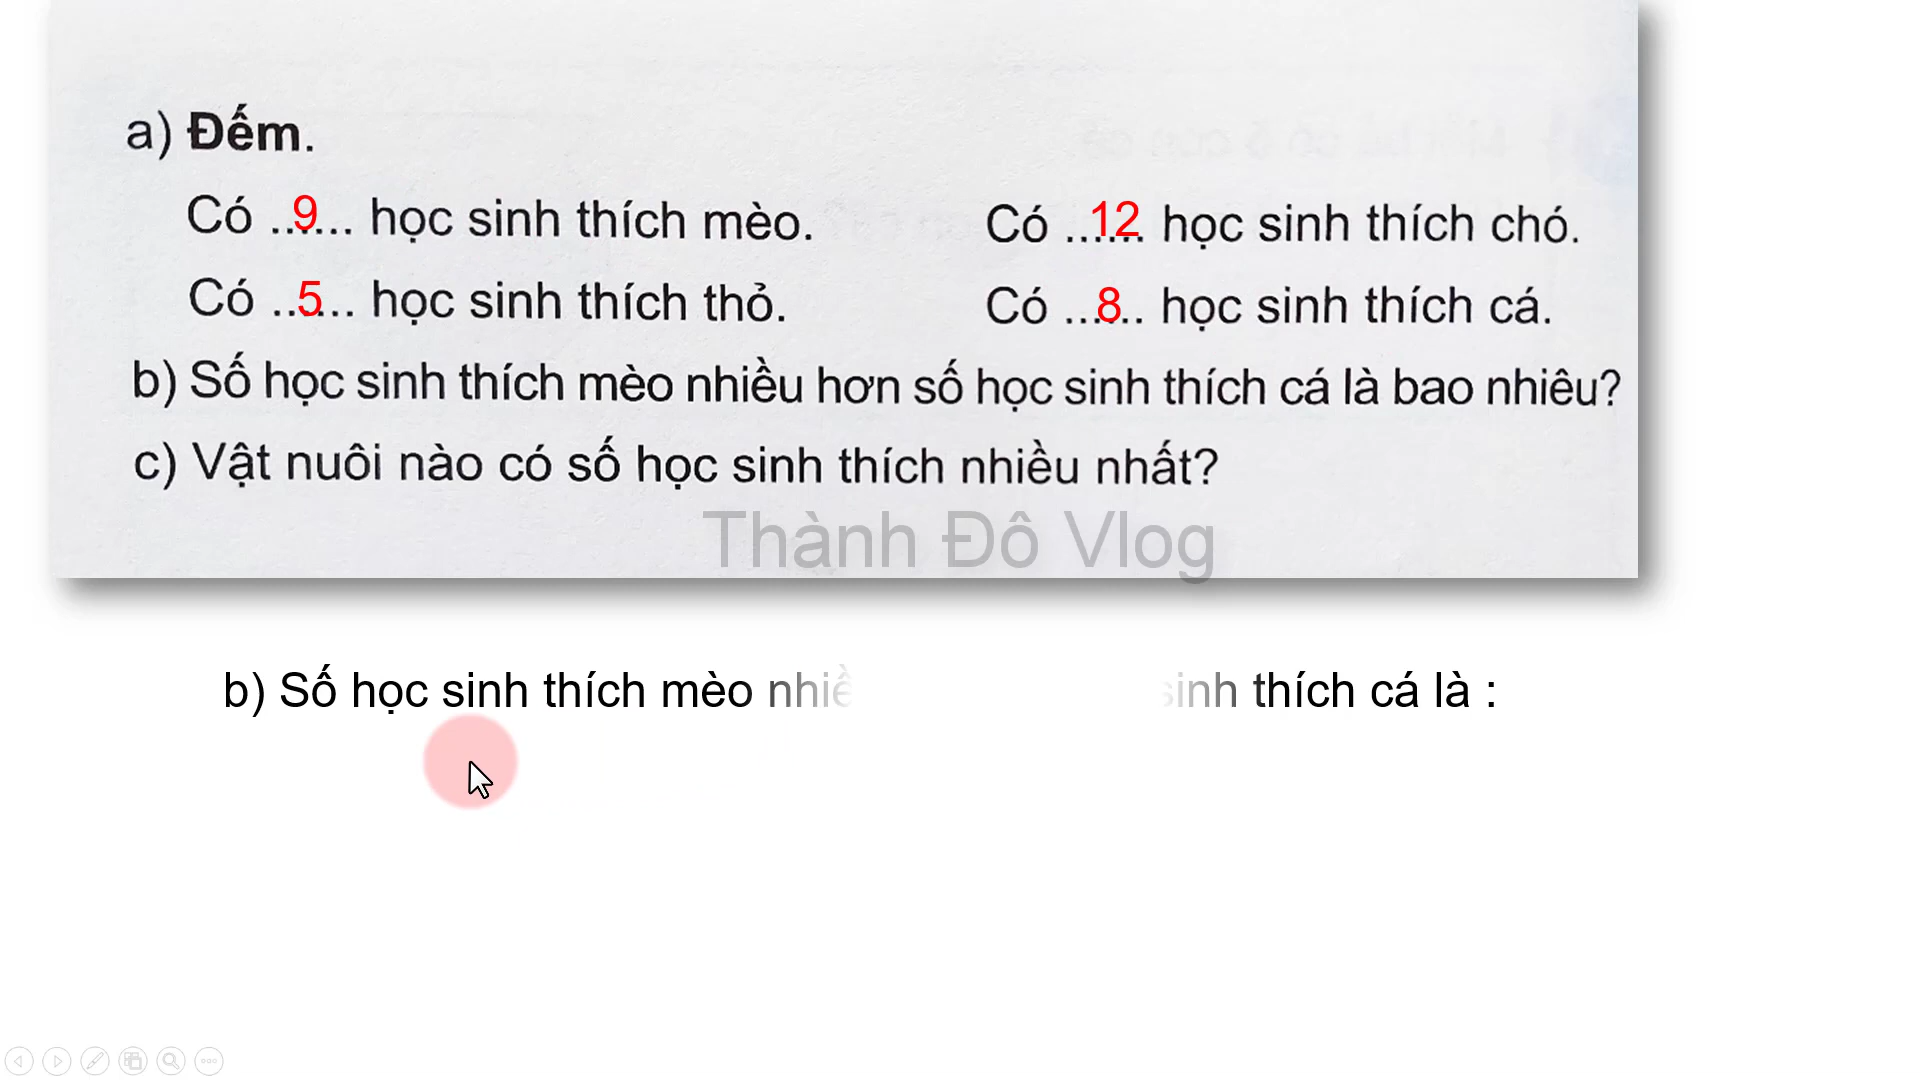 a) Đếm.
Có ..9... học sinh thích mèo. Có ..12.. học sinh thích chó.
Có ..5... học sinh thích thỏ. Có ..8... học sinh thích cá.
b) Số học sinh thích mèo nhiều hơn số học sinh thích cá là bao nhiêu?
c) Vật nuôi nào có số học sinh thích nhiều nhất?
Thành Đô Vlog
b) Số học sinh thích mèo thích cá là :